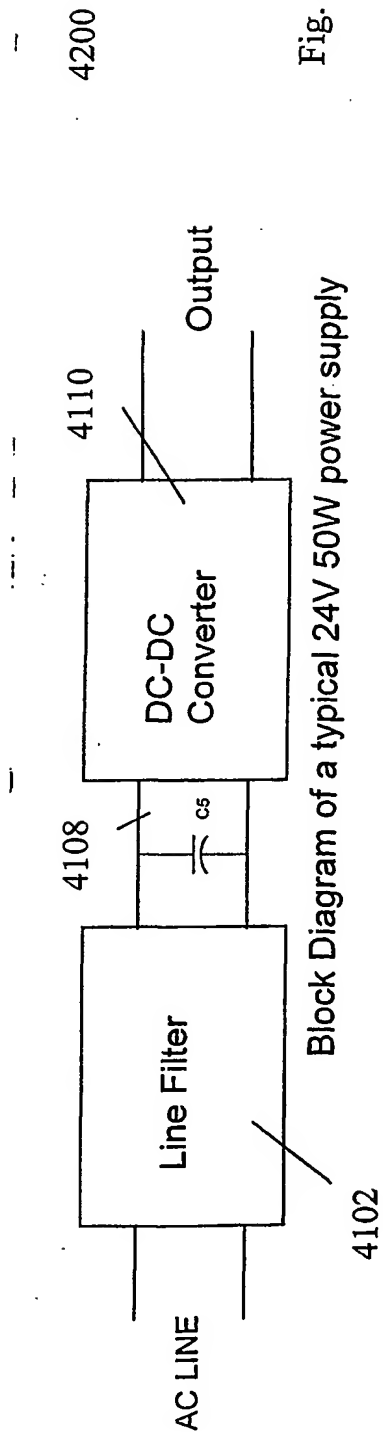 4200
4108
4110
AC LINE
Line Filter
C5
DC-DC
Converter
Output
4102
Block Diagram of a typical 24V 50W power supply
Fig.